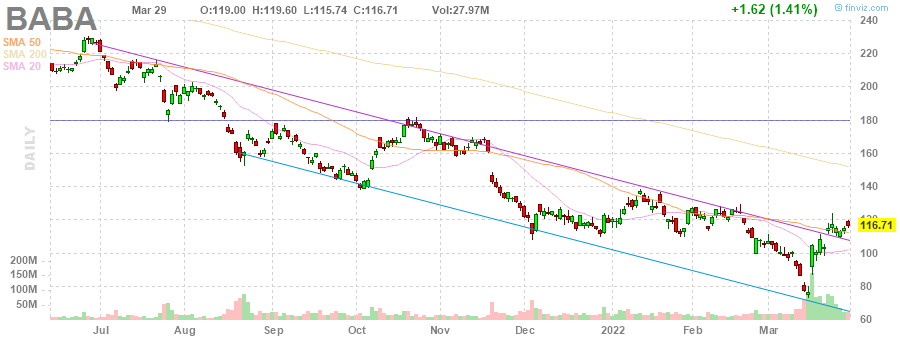 BABA
Mar 29 O:119.00 H:119.60 L:115.74 C:116.71 Vol:27.97M
© finviz.com
+1.62 (1.41%)
SMA 50
SMA 200
SMA 20
DAILY
240
220
200
180
160
140
120
116.71
100
80
60
200M
150M
100M
50M
Jul Aug Sep Oct Nov Dec 2022 Feb Mar